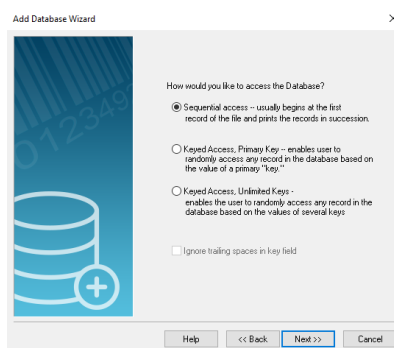 Add Database Wizard
012349
How would you like to access the Database?
Sequential access -- usually begins at the first
record of the file and prints the records in succession.
Keyed Access, Primary Key -- enables user to
randomly access any record in the database based on
the value of a primary "key."
Keyed Access, Unlimited Keys -
enables the user to randomly access any record in the
database based on the values of several keys
Ignore trailing spaces in key field
Help
<< Back
Next >>
Cancel